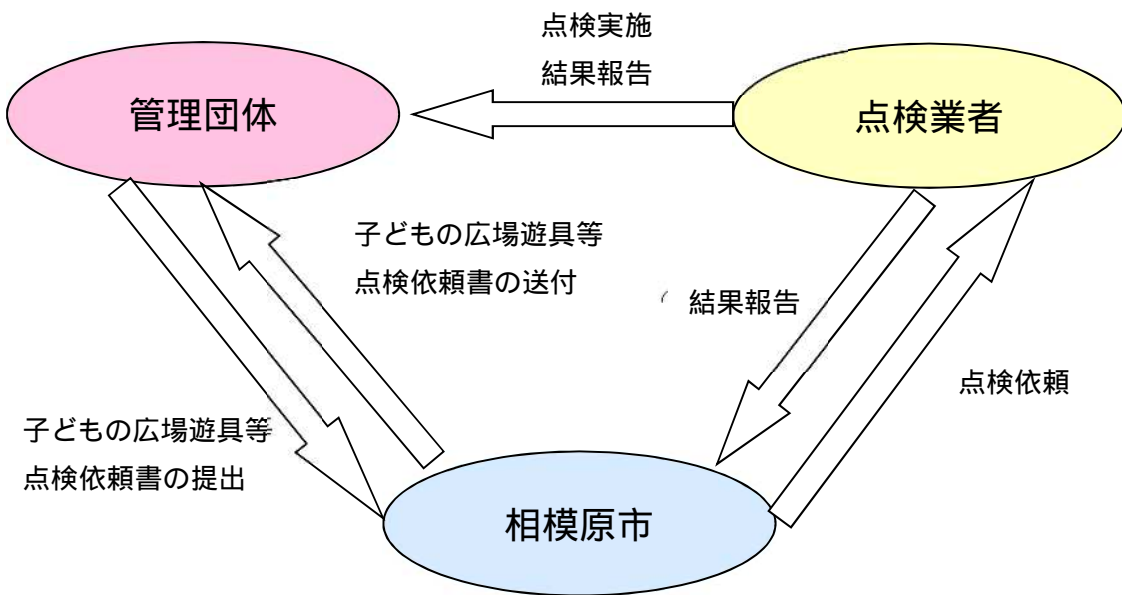 点検実施
結果報告
管理団体
点検業者
子どもの広場遊具等
点検依頼書の送付
結果報告
点検依頼
子どもの広場遊具等
点検依頼書の提出
相模原市